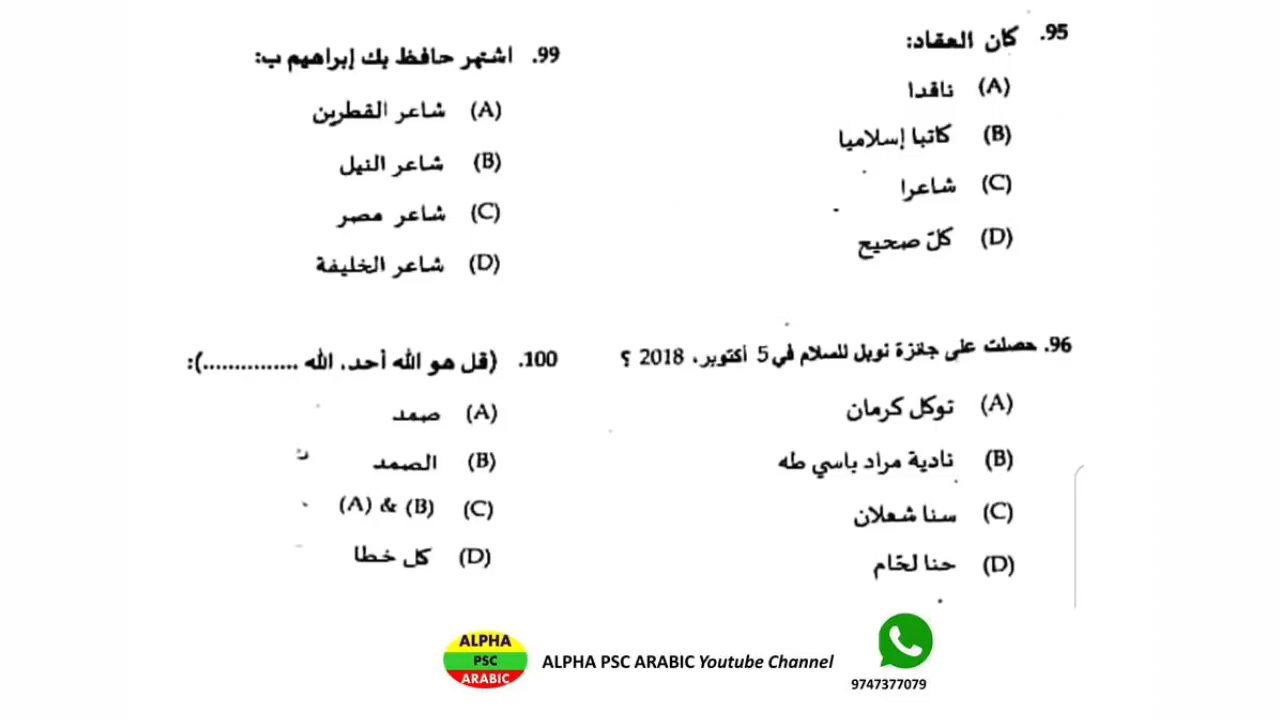 95. كان العقاد:
(A) ناقدا
(B) كاتبا إسلاميا
(C) شاعرا
(D) كلّ صحيح
96. حصلت على جائزة نوبل للسلام في 5 أكتوبر، 2018 ؟
(A) توكل كرمان
(B) نادية مراد باسي طه
(C) سنا شعلان
(D) حنا لحّام
99. اشتهر حافظ بك إبراهيم ب:
(A) شاعر القطرين
(B) شاعر النيل
(C) شاعر مصر
(D) شاعر الخليفة
100. (قل هو الله أحد، الله ...............):
(A) صمد
(B) الصمد
(C) (A) & (B)
(D) كل خطا
ALPHA
PSC
ARABIC
ALPHA PSC ARABIC Youtube Channel
9747377079